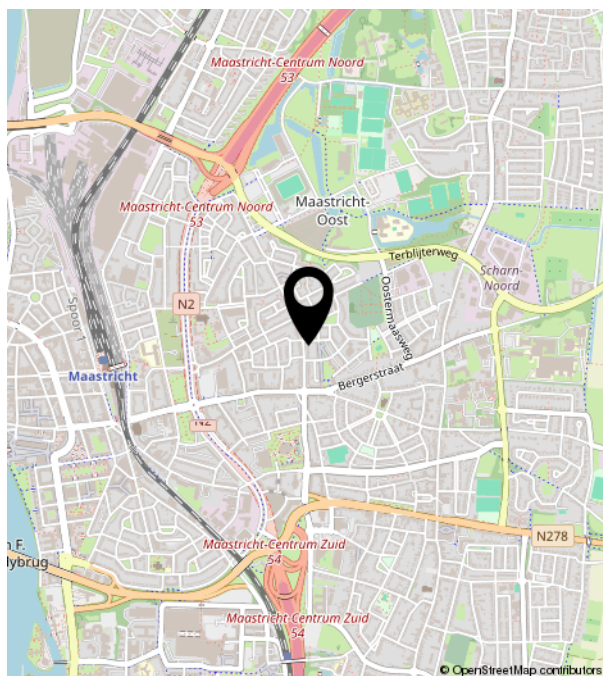 Maastricht-Centrum Noord
53
Maastricht-Centrum Noord
53
Maastricht-
Oost
Terblijterweg
Scharn-
Noord
Oostermaasweg
N2
Spoor 1
Maastricht
Bergerstraat
N2
N278
n F.
dybrug
Maastricht-Centrum Zuid
54
Maastricht-Centrum Zuid
54
© OpenStreetMap contributors